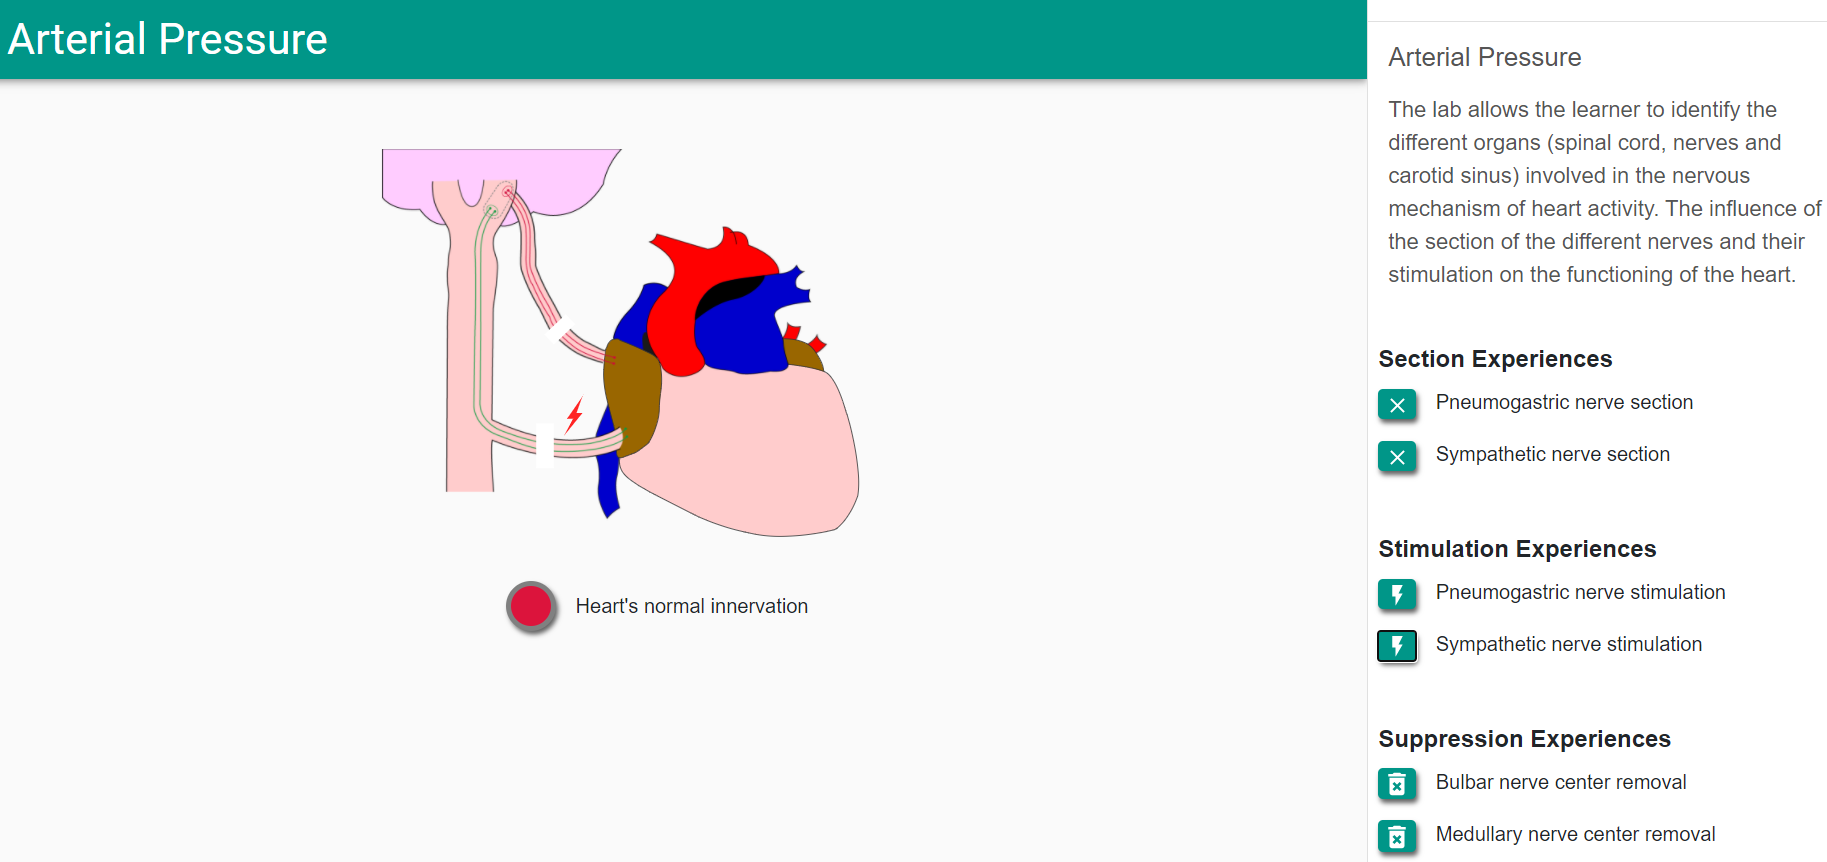 Arterial Pressure
Arterial Pressure
The lab allows the learner to identify the
different organs (spinal cord, nerves and
carotid sinus) involved in the nervous
mechanism of heart activity. The influence of
the section of the different nerves and their
stimulation on the functioning of the heart.
Section Experiences
Pneumogastric nerve section
Sympathetic nerve section
Stimulation Experiences
Pneumogastric nerve stimulation
Sympathetic nerve stimulation
Suppression Experiences
Bulbar nerve center removal
Medullary nerve center removal
Heart's normal innervation